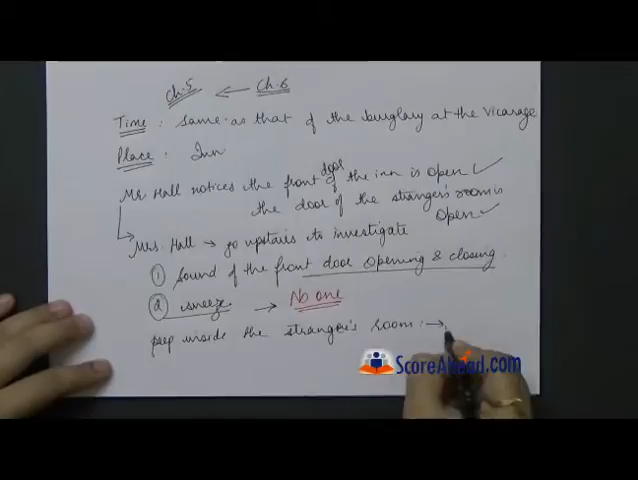 Ch.5 ← Ch.6
Time : same as that of the burglary at the Vicarage
Place : Inn
Mr Hall notices the front door of the inn is open ✓
the door of the stranger's room is
Open ✓
Mrs. Hall → go upstairs to investigate
① sound of the front door opening & closing.
② sneeze. → No one
peep inside the stranger's room : →
ScoreAhead.com